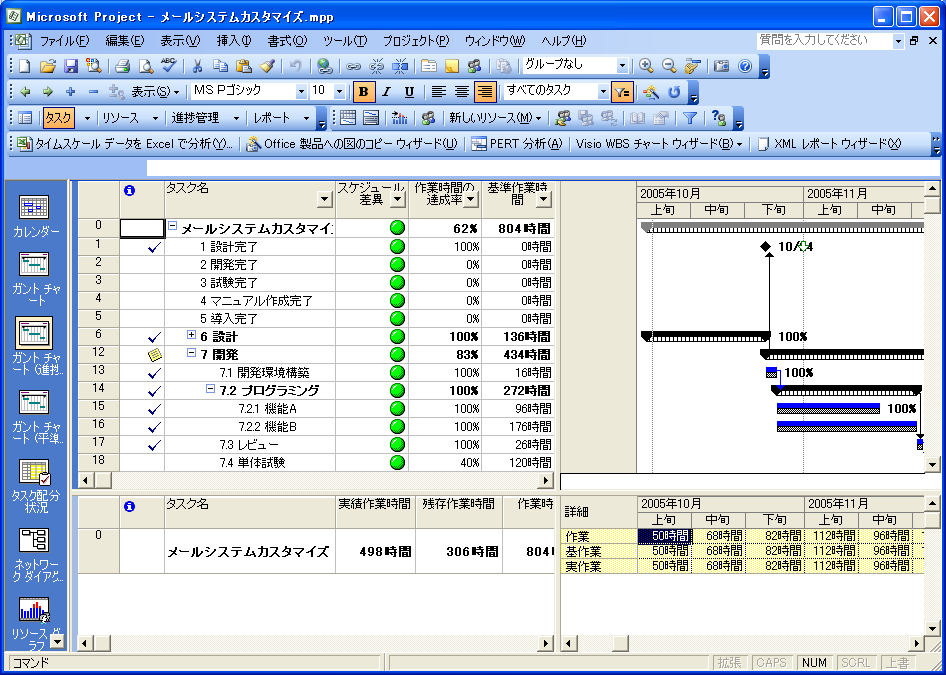 Microsoft Project - メールシステムカスタマイズ.mpp
ファイル(F) 編集(E) 表示(V) 挿入(I) 書式(O) ツール(T) プロジェクト(P) ウィンドウ(W) ヘルプ(H) 質問を入力してください
グループなし
表示(S) MS Pゴシック 10 B I U すべてのタスク
タスク リソース 進捗管理 レポート 新しいリソース(M)
タイムスケール データを Excel で分析(Y)... Office 製品への図のコピー ウィザード(U) PERT 分析(A) Visio WBS チャート ウィザード(B) XML レポート ウィザード(X)
カレンダー
ガント チャート
ガント チャート (進捗...
ガント チャート (平準...
タスク配分状況
ネットワーク ダイアグ...
リソース グラフ
タスク名 スケジュール差異 作業時間の達成率 基準作業時間
2005年10月 2005年11月
上旬 中旬 下旬 上旬 中旬
0 メールシステムカスタマイ 62% 804時間
1 1 設計完了 100% 0時間
2 2 開発完了 0% 0時間
3 3 試験完了 0% 0時間
4 4 マニュアル作成完了 0% 0時間
5 5 導入完了 0% 0時間
6 6 設計 100% 136時間 100%
12 7 開発 83% 434時間
13 7.1 開発環境構築 100% 16時間 100%
14 7.2 プログラミング 100% 272時間
15 7.2.1 機能A 100% 96時間 100%
16 7.2.2 機能B 100% 176時間
17 7.3 レビュー 100% 26時間
18 7.4 単体試験 40% 120時間
タスク名 実績作業時間 残存作業時間 作業時
0 メールシステムカスタマイズ 498時間 306時間 804
詳細 2005年10月 2005年11月
上旬 中旬 下旬 上旬 中旬
作業 50時間 68時間 82時間 112時間 96時間
基作業 50時間 68時間 82時間 112時間 96時間
実作業 50時間 68時間 82時間 112時間 96時間
コマンド 拡張 CAPS NUM SCRL 上書